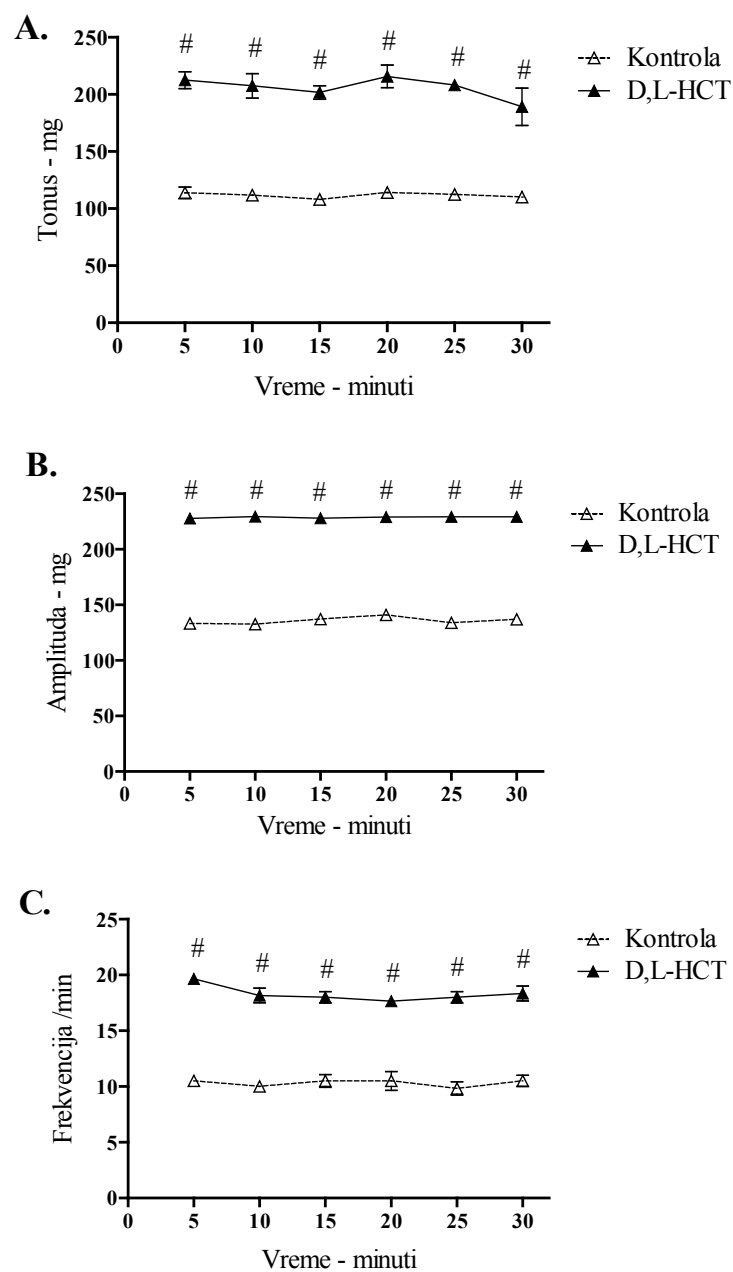 A.
250
200
150
100
50
0
# # # # # #
Tonus - mg
0 5 10 15 20 25 30
Vreme - minuti
Kontrola
D,L-HCT
B.
250
200
150
100
50
0
# # # # # #
Amplituda - mg
0 5 10 15 20 25 30
Vreme - minuti
Kontrola
D,L-HCT
C.
25
20
15
10
5
0
# # # # # #
Frekvencija /min
0 5 10 15 20 25 30
Vreme - minuti
Kontrola
D,L-HCT